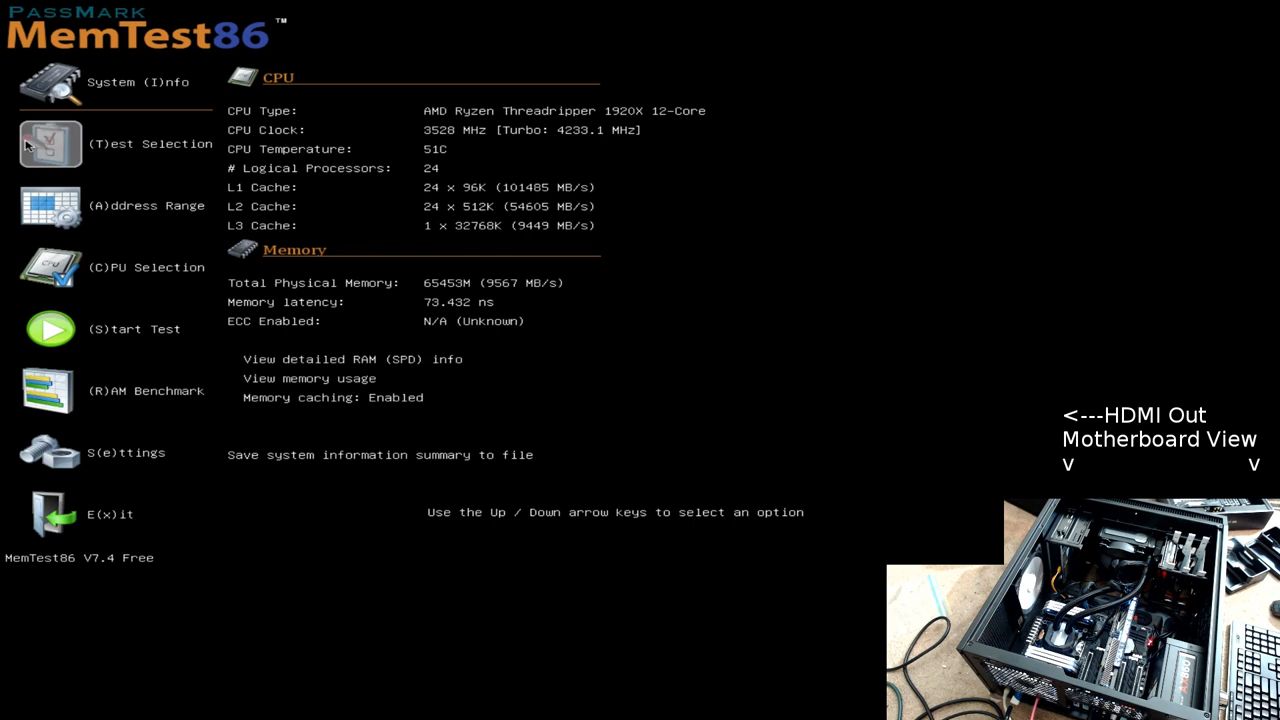 PASSMARK
MemTest86 ™
System (I)nfo
(T)est Selection
(A)ddress Range
(C)PU Selection
(S)tart Test
(R)AM Benchmark
S(e)ttings
E(x)it
MemTest86 V7.4 Free
CPU
CPU Type: AMD Ryzen Threadripper 1920X 12-Core
CPU Clock: 3528 MHz [Turbo: 4233.1 MHz]
CPU Temperature: 51C
# Logical Processors: 24
L1 Cache: 24 x 96K (101485 MB/s)
L2 Cache: 24 x 512K (54605 MB/s)
L3 Cache: 1 x 32768K (9449 MB/s)
Memory
Total Physical Memory: 65453M (9567 MB/s)
Memory latency: 73.432 ns
ECC Enabled: N/A (Unknown)
View detailed RAM (SPD) info
View memory usage
Memory caching: Enabled
Save system information summary to file
Use the Up / Down arrow keys to select an option
<---HDMI Out
Motherboard View
v v